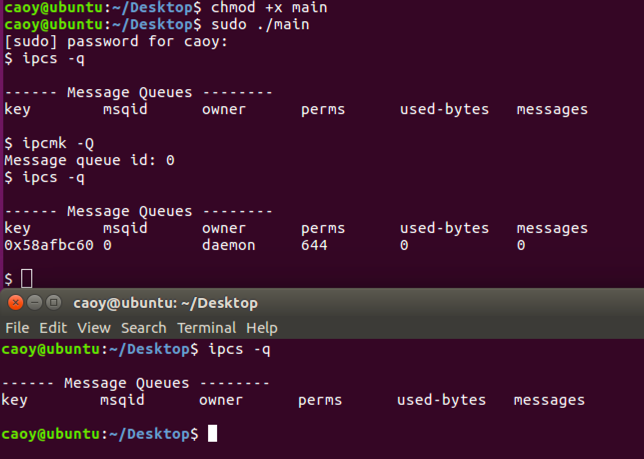 caoy@ubuntu:~/Desktop$ chmod +x main
caoy@ubuntu:~/Desktop$ sudo ./main
[sudo] password for caoy:
$ ipcs -q
------ Message Queues --------
key msqid owner perms used-bytes messages
$ ipcmk -Q
Message queue id: 0
$ ipcs -q
------ Message Queues --------
key msqid owner perms used-bytes messages
0x58afbc60 0 daemon 644 0 0
$
caoy@ubuntu: ~/Desktop
File Edit View Search Terminal Help
caoy@ubuntu:~/Desktop$ ipcs -q
------ Message Queues --------
key msqid owner perms used-bytes messages
caoy@ubuntu:~/Desktop$